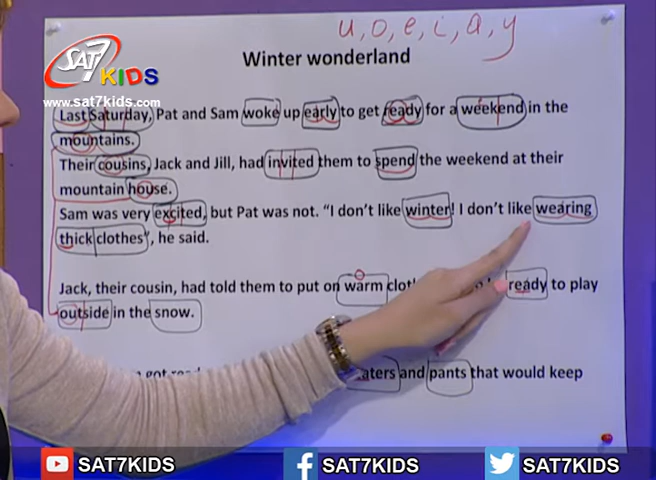 u, o, e, i, a, y
Winter wonderland
SAT 7 KIDS
www.sat7kids.com
Last Saturday, Pat and Sam woke up early to get ready for a weekend in the
mountains.
Their cousins, Jack and Jill, had invited them to spend the weekend at their
mountain house.
Sam was very excited, but Pat was not. "I don't like winter! I don't like wearing
thick clothes", he said.
Jack, their cousin, had told them to put on warm ready to play
outside in the snow.
and pants that would keep
SAT7KIDS
SAT7KIDS
SAT7KIDS